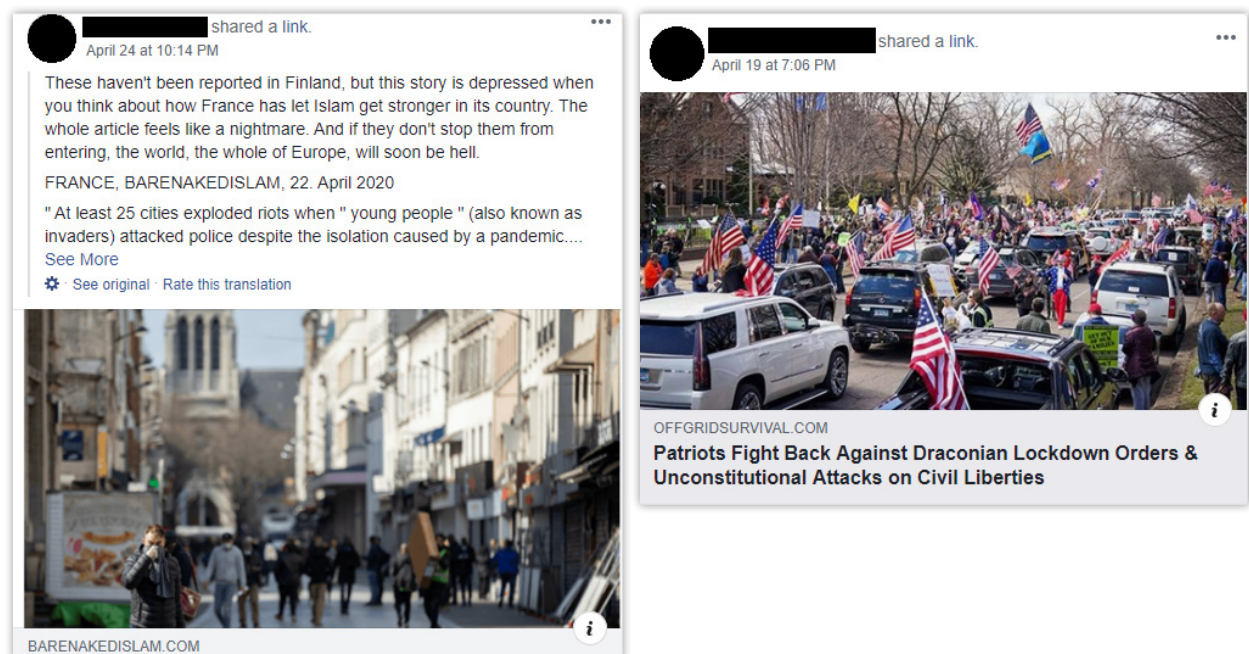 shared a link.
April 24 at 10:14 PM
These haven't been reported in Finland, but this story is depressed when
you think about how France has let Islam get stronger in its country. The
whole article feels like a nightmare. And if they don't stop them from
entering, the world, the whole of Europe, will soon be hell.
FRANCE, BARENAKEDISLAM, 22. April 2020
" At least 25 cities exploded riots when " young people " (also known as
invaders) attacked police despite the isolation caused by a pandemic....
See More
· See original · Rate this translation
BARENAKEDISLAM.COM
shared a link.
April 19 at 7:06 PM
OFFGRIDSURVIVAL.COM
Patriots Fight Back Against Draconian Lockdown Orders &
Unconstitutional Attacks on Civil Liberties